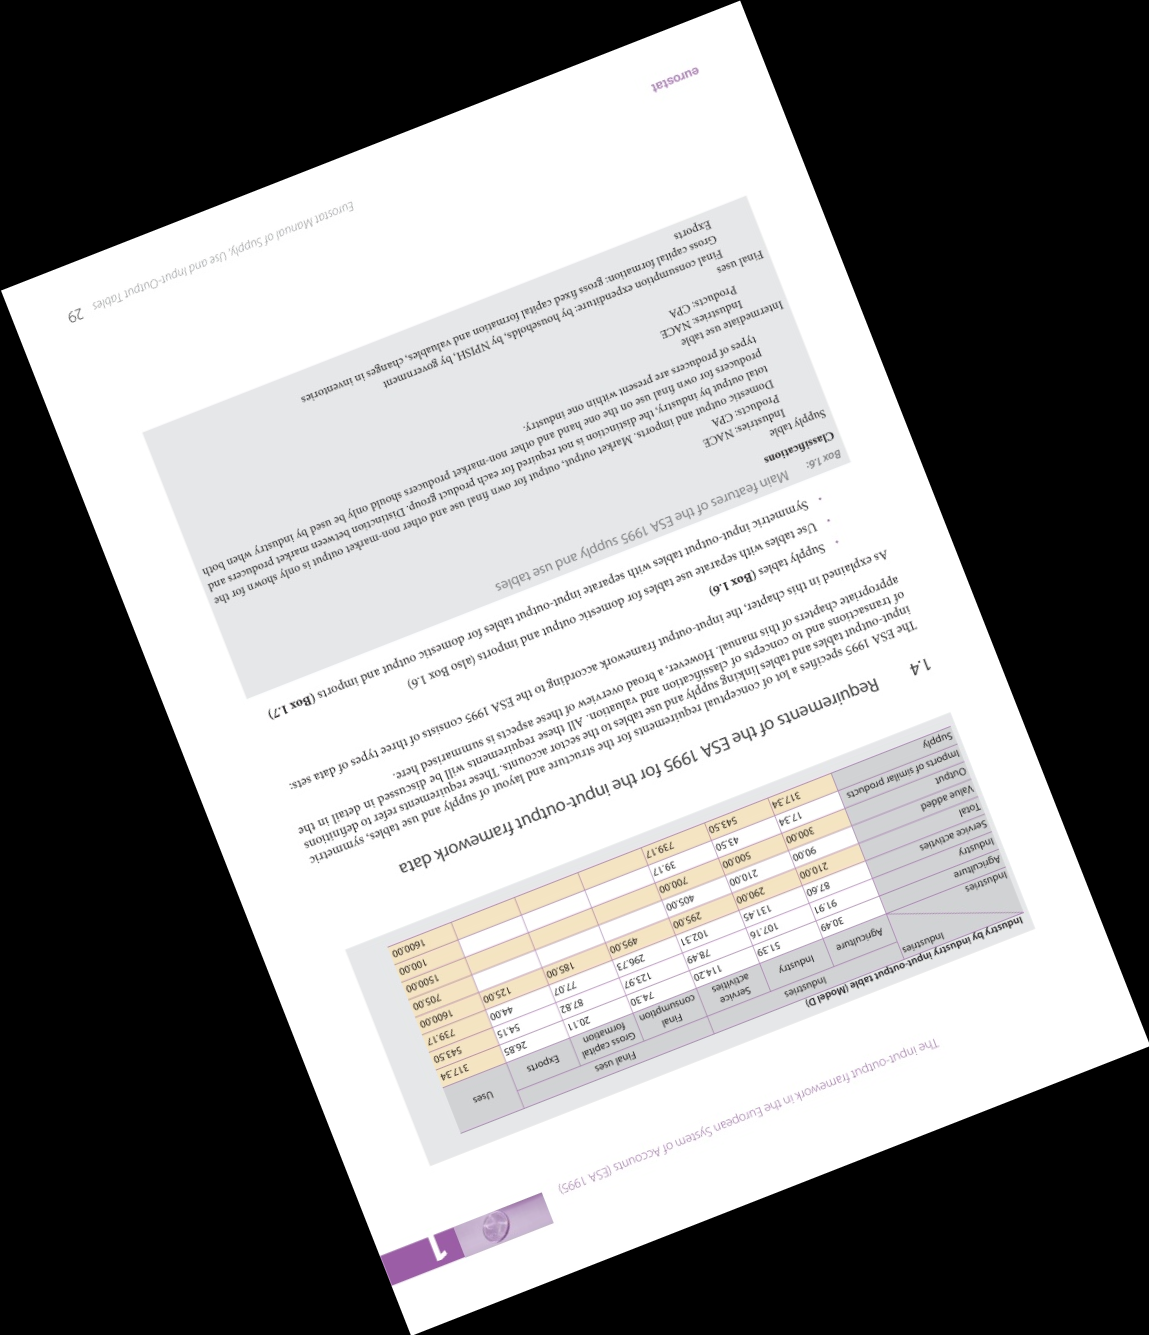 The input-output framework in the European System of Accounts (ESA 1995)
1
Industry by industry input-output table (Model D)
Industries Industries Final uses Uses
Agriculture Industry Service activities Final consumption Gross capital formation Exports
Industries
Agriculture 30.49 51.39 114.20 74.30 20.11 26.85 317.34
Industry 91.91 107.16 78.49 123.97 87.82 54.15 543.50
Service activties 87.60 131.45 102.31 296.73 77.07 44.00 739.17
Total 210.00 290.00 295.00 495.00 185.00 125.00 1600.00
Value added 90.00 210.00 405.00 705.00
Output 300.00 500.00 700.00 1500.00
Imports of similar products 17.34 43.50 39.17 100.00
Supply 317.34 543.50 739.17 1600.00
1.4 Requirements of the ESA 1995 for the input-output framework data
The ESA 1995 specifies a lot of conceptual requirements for the structure and layout of supply and use tables, symmetric
input-output tables and tables linking supply and use tables to the sector accounts. These requirements refer to definitions
of transactions and to concepts of classification and valuation. All these requirements will be discussed in detail in the
appropriate chapters of this manual. However, a broad overview of these aspects is summarised here.
As explained in this chapter, the input-output framework according to the ESA 1995 consists of three types of data sets:
• Supply tables (Box 1.6)
• Use tables with separate use tables for domestic output and imports (also Box 1.6)
• Symmetric input-output tables with separate input-output tables for domestic output and imports (Box 1.7)
Box 1.6: Main features of the ESA 1995 supply and use tables
Classifications
Supply table
Industries: NACE
Products: CPA
Domestic output and imports. Market output, output for own final use and other non-market output is only shown for the
total output by industry, the distinction is not required for each product group. Distinction between market producers and
producers for own final use on the one hand and other non-market producers should only be used by industry when both
types of producers are present within one industry.
Intermediate use table
Industries: NACE
Products: CPA
Final uses
Final consumption expenditure: by households, by NPISH, by government
Gross capital formation: gross fixed capital formation and valuables, changes in inventories
Exports
Eurostat Manual of Supply, Use and Input-Output Tables 29
eurostat